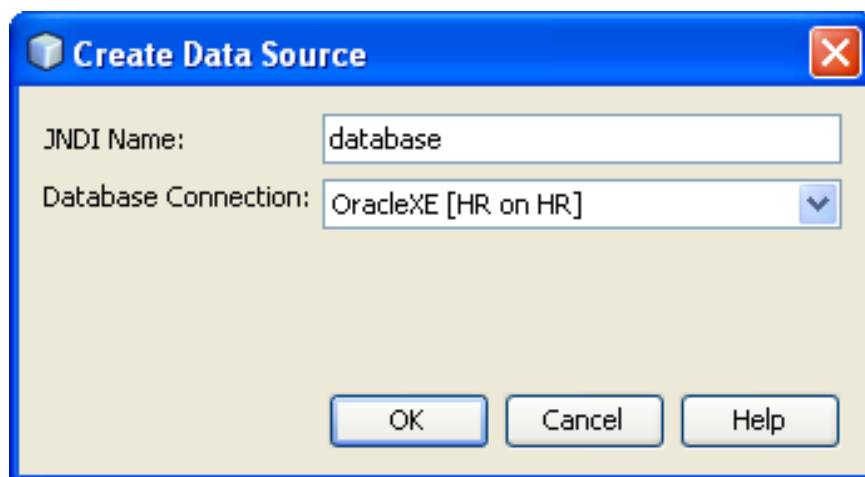 Create Data Source
JNDI Name: database
Database Connection: OracleXE [HR on HR]
OK Cancel Help